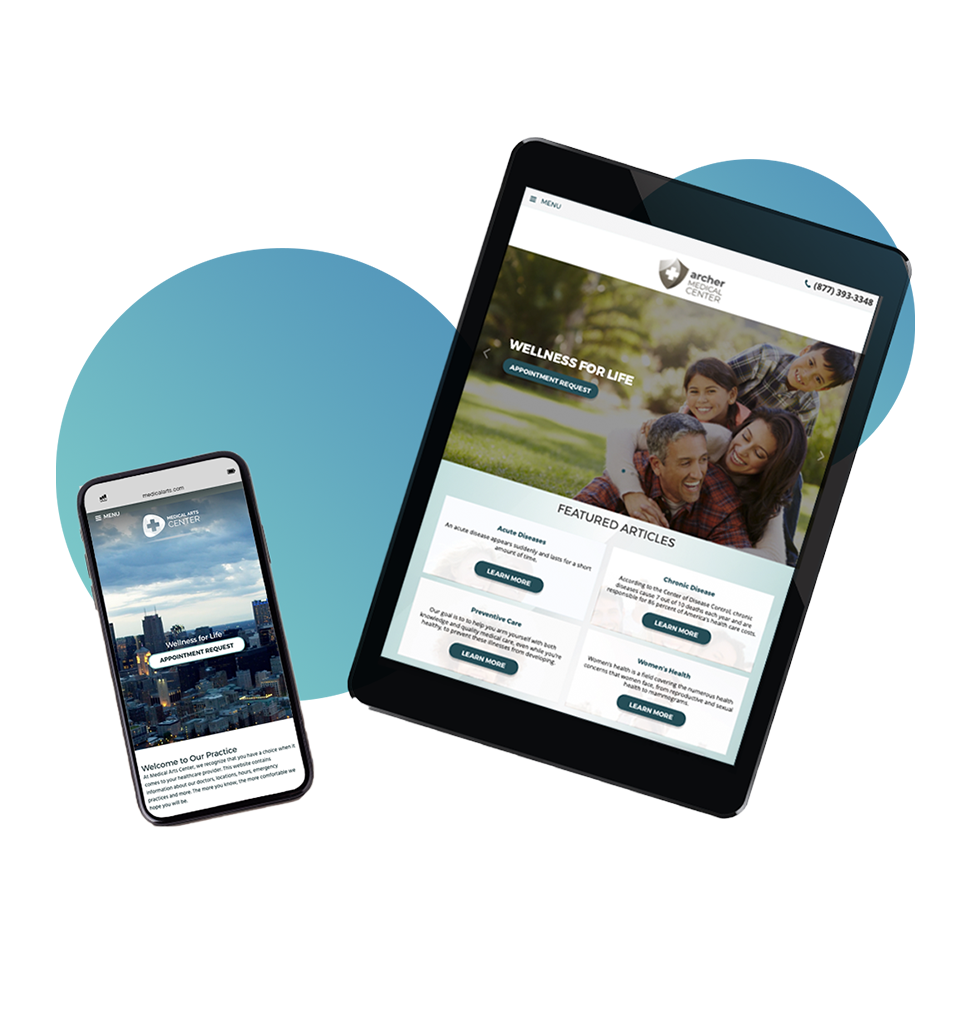 medicalarts.com
MENU
MEDICAL ARTS
CENTER
Wellness for Life
APPOINTMENT REQUEST
Welcome to Our Practice
At Medical Arts Center, we recognize that you have a choice when it
comes to your healthcare provider. This website contains
information about our doctors, locations, hours, emergency
practices and more. The more you know, the more comfortable we
hope you will be.
MENU
archer
MEDICAL
CENTER
(877) 393-3348
WELLNESS FOR LIFE
APPOINTMENT REQUEST
FEATURED ARTICLES
Acute Diseases
An acute disease appears suddenly and lasts for a short
amount of time.
LEARN MORE
Chronic Disease
According to the Center of Disease Control, chronic
diseases cause 7 out of 10 deaths each year and are
responsible for 86 percent of America's health care costs.
LEARN MORE
Preventive Care
Our goal is to to help you arm yourself with both
knowledge and quality medical care, even while you're
healthy, to prevent these illnesses from developing.
LEARN MORE
Women's Health
Women's health is a field covering the numerous health
concerns that women face, from reproductive and sexual
health to mammograms.
LEARN MORE